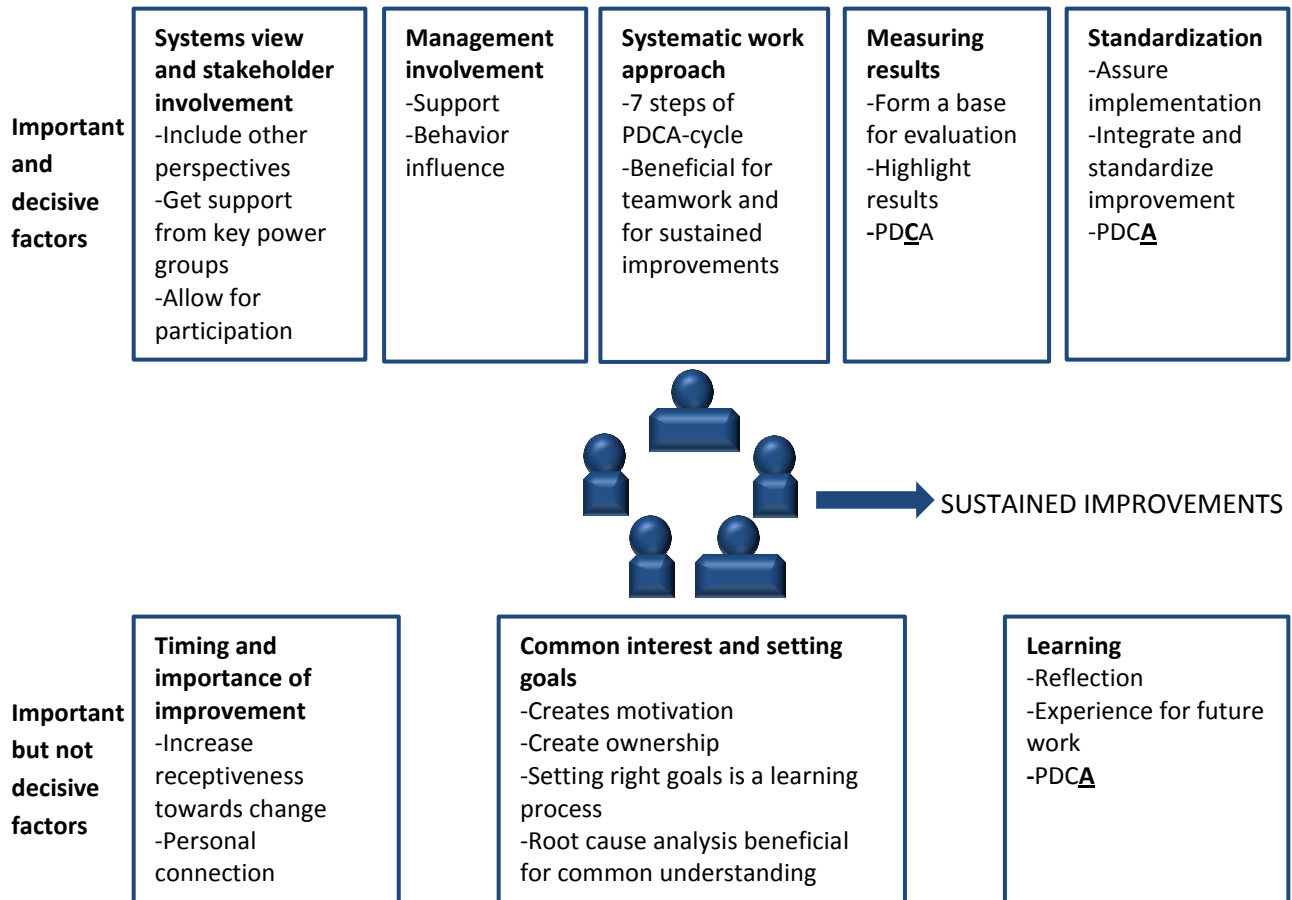 Important
and
decisive
factors
Systems view
and stakeholder
involvement
-Include other
perspectives
-Get support
from key power
groups
-Allow for
participation
Management
involvement
-Support
-Behavior
influence
Systematic work
approach
-7 steps of
PDCA-cycle
-Beneficial for
teamwork and
for sustained
improvements
Measuring
results
-Form a base
for evaluation
-Highlight
results
-PDCA
Standardization
-Assure
implementation
-Integrate and
standardize
improvement
-PDCA
SUSTAINED IMPROVEMENTS
Important
but not
decisive
factors
Timing and
importance of
improvement
-Increase
receptiveness
towards change
-Personal
connection
Common interest and setting
goals
-Creates motivation
-Create ownership
-Setting right goals is a learning
process
-Root cause analysis beneficial
for common understanding
Learning
-Reflection
-Experience for future
work
-PDCA